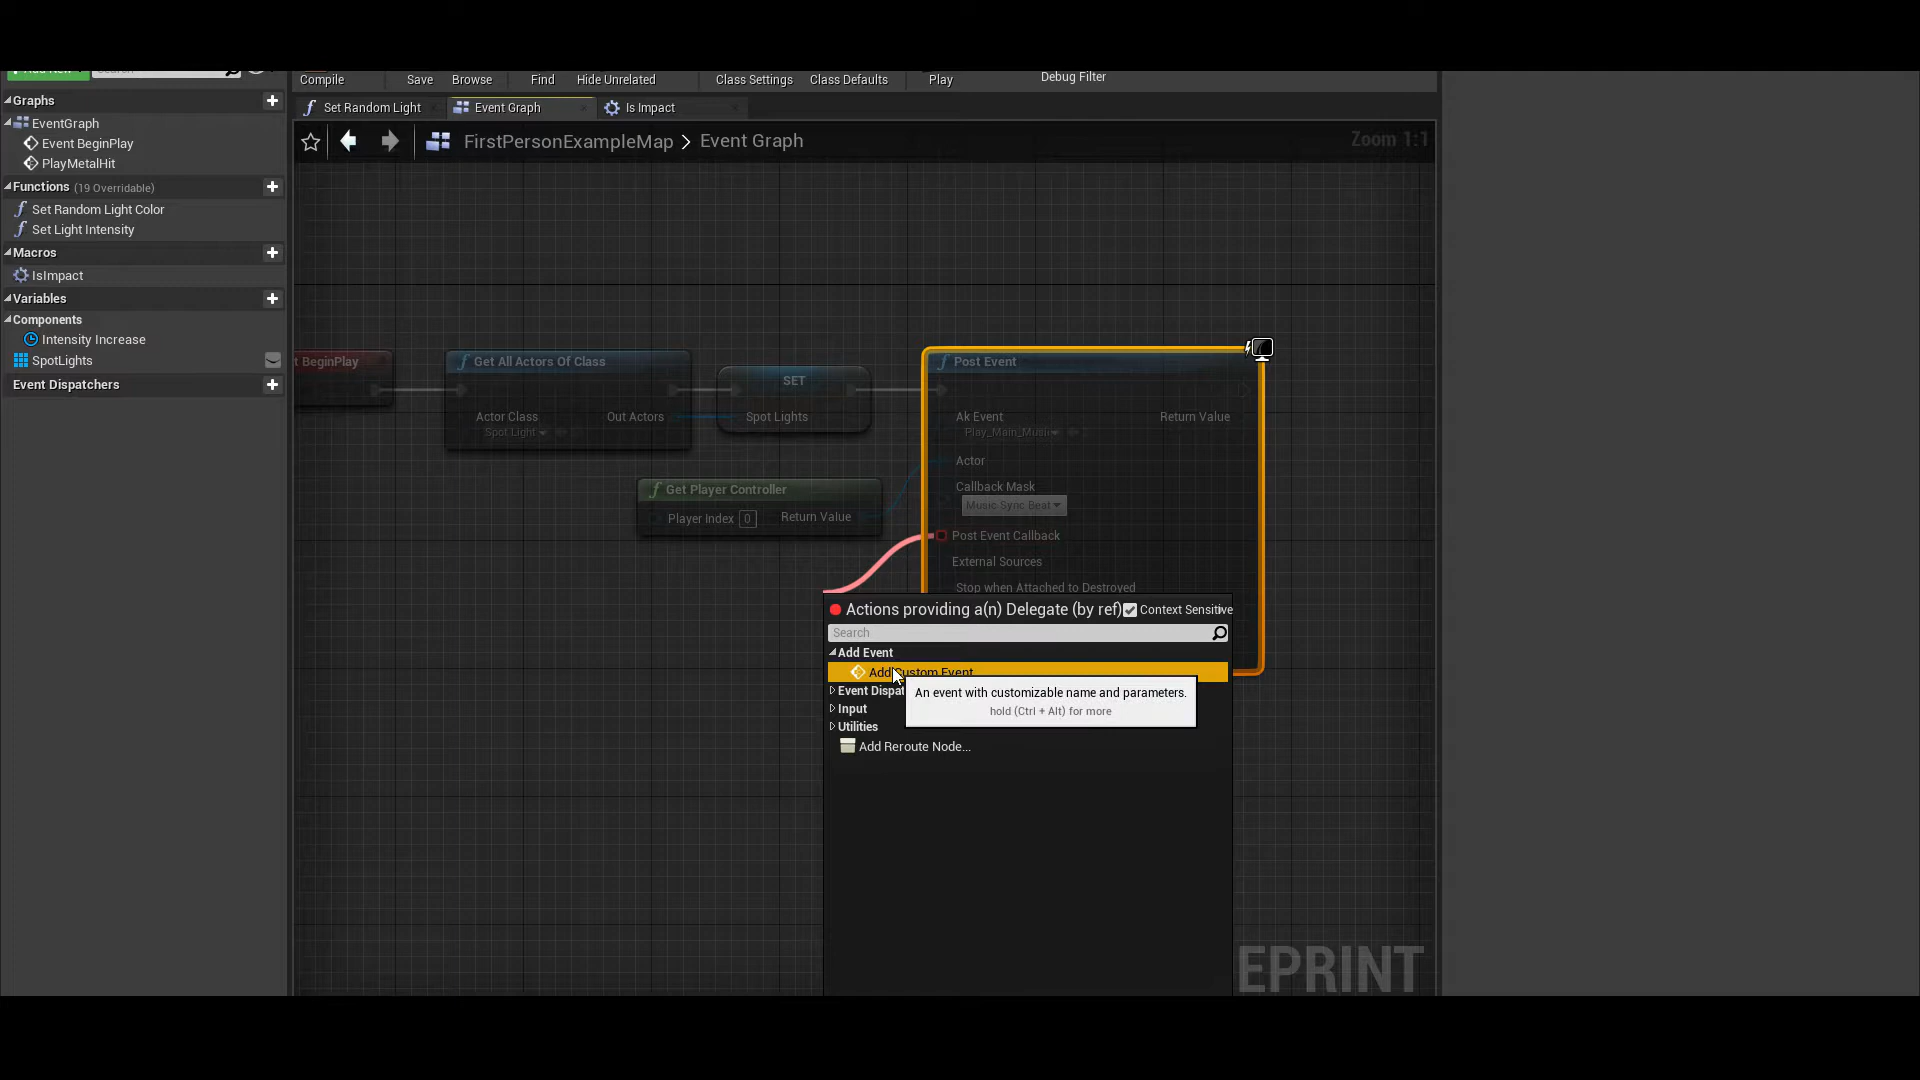 Compile
Save
Browse
Find
Hide Unrelated
Class Settings
Class Defaults
Play
Debug Filter
Graphs
EventGraph
Event BeginPlay
PlayMetalHit
Functions (19 Overridable)
Set Random Light Color
Set Light Intensity
Macros
IsImpact
Variables
Components
Intensity Increase
SpotLights
Event Dispatchers
Set Random Light
Event Graph
Is Impact
FirstPersonExampleMap > Event Graph
Zoom 1:1
t BeginPlay
Get All Actors Of Class
Actor Class
Out Actors
Spot Light
SET
Spot Lights
Get Player Controller
Player Index 0
Return Value
Post Event
Ak Event
Return Value
Play_Main_Musi
Actor
Callback Mask
Music Sync Beat
Post Event Callback
External Sources
Stop when Attached to Destroyed
Actions providing a(n) Delegate (by ref)
Context Sensitive
Search
Add Event
Add Custom Event
Event Dispat
Input
Utilities
Add Reroute Node...
An event with customizable name and parameters.
hold (Ctrl + Alt) for more
EPRINT